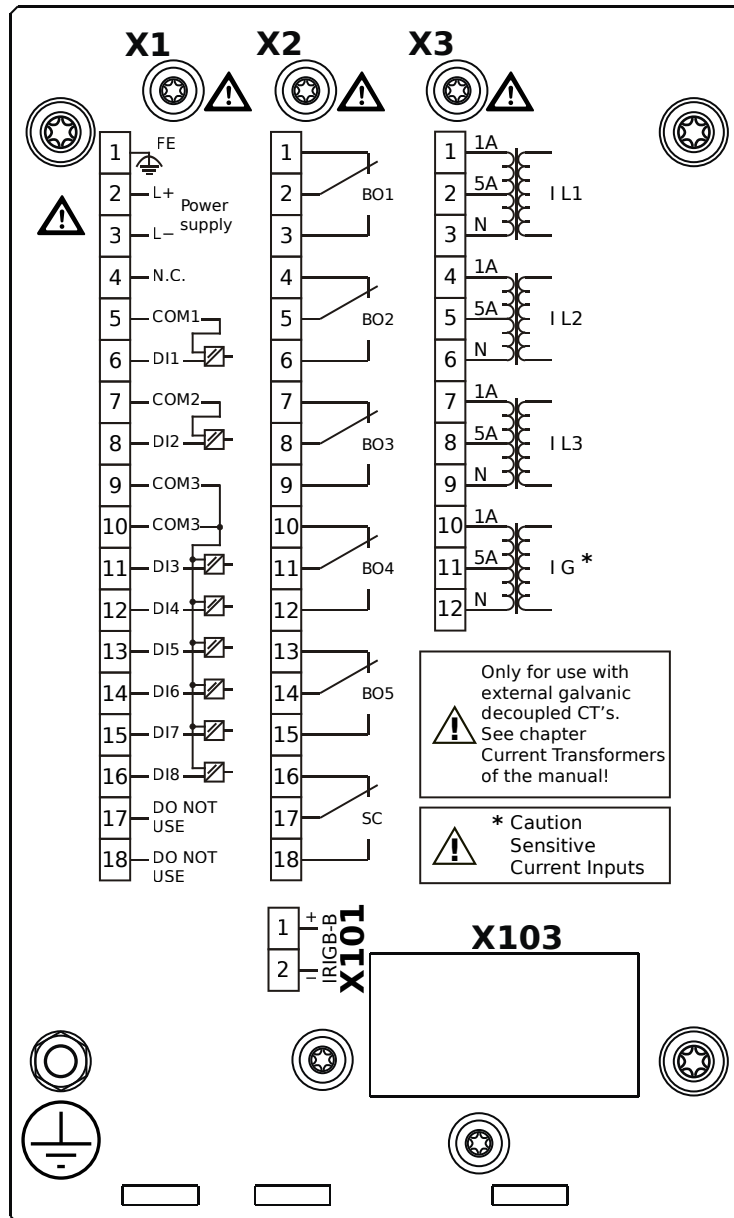 X1 X2 X3
1 FE
2 L+
Power
supply
3 L−
4 N.C.
5 COM1
6 DI1
7 COM2
8 DI2
9 COM3
10 COM3
11 DI3
12 DI4
13 DI5
14 DI6
15 DI7
16 DI8
17 DO NOT
USE
18 DO NOT
USE
1
2 BO1
3
4
5 BO2
6
7
8 BO3
9
10
11 BO4
12
13
14 BO5
15
16
17 SC
18
1 1A
2 5A I L1
3 N
4 1A
5 5A I L2
6 N
7 1A
8 5A I L3
9 N
10 1A
11 5A I G *
12 N
! Only for use with
external galvanic
decoupled CT's.
See chapter
Current Transformers
of the manual!
! * Caution
Sensitive
Current Inputs
1 +
2 −
IRIGB-B
X101
X103